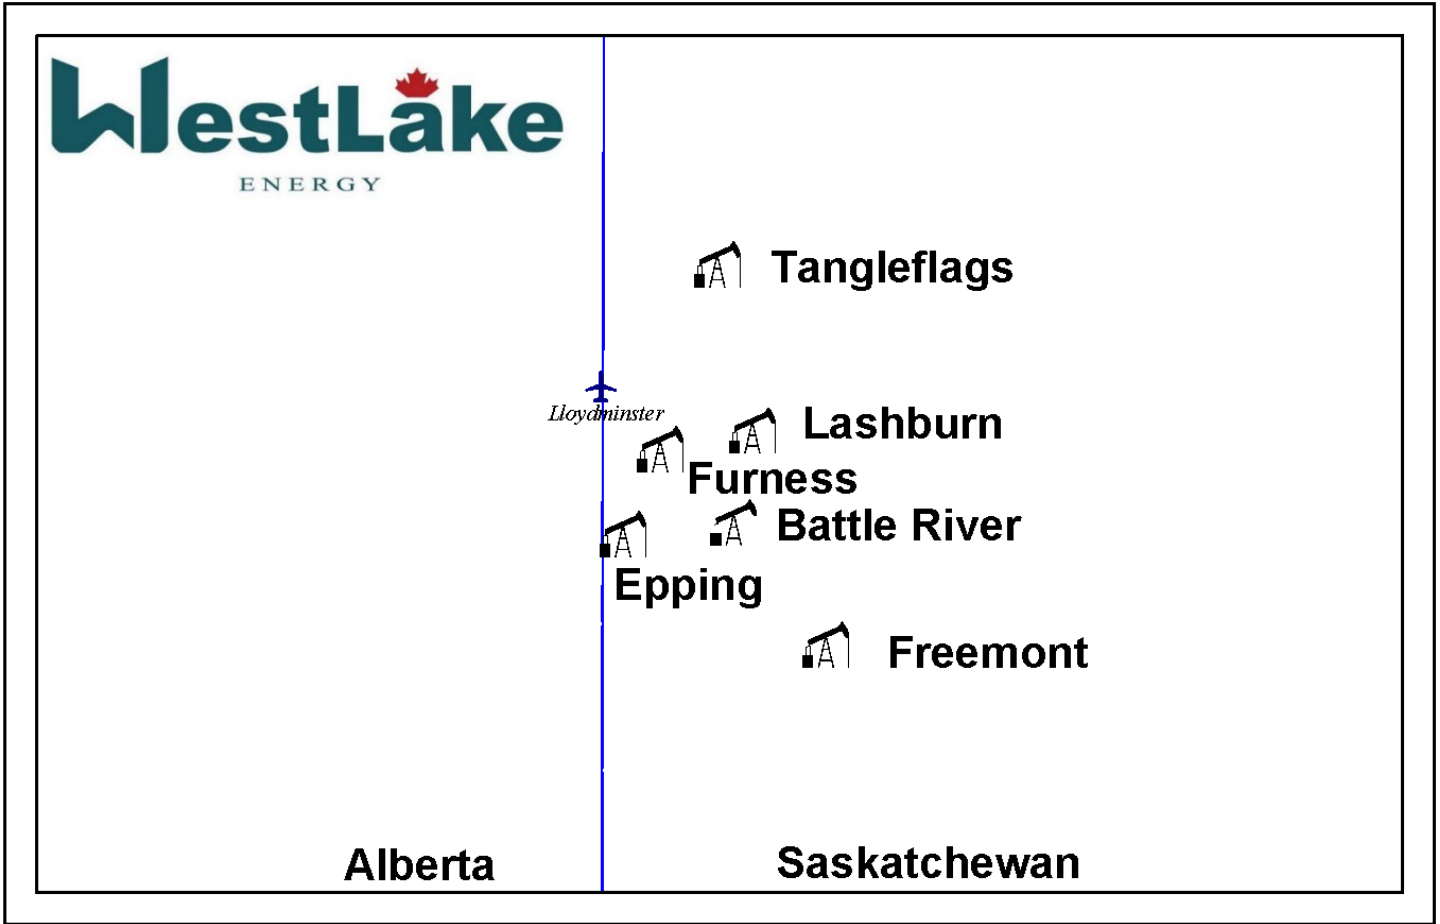 WestLake
ENERGY
Tangleflags
Lloydminster
Lashburn
Furness
Battle River
Epping
Freemont
Alberta
Saskatchewan